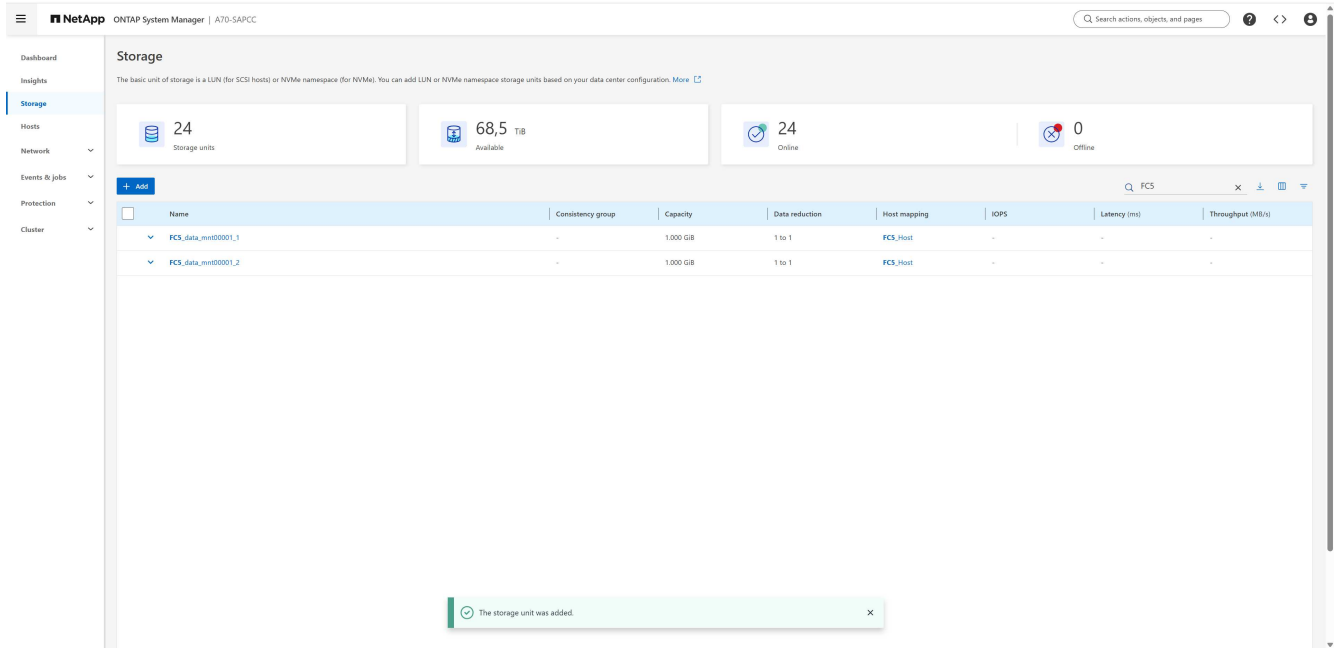 NetApp ONTAP System Manager | A70-SAPCC
Search actions, objects, and pages
Dashboard
Insights
Storage
Hosts
Network
Events & jobs
Protection
Cluster
Storage
The basic unit of storage is a LUN (for SCSI hosts) or NVMe namespace (for NVMe). You can add LUN or NVMe namespace storage units based on your data center configuration. More
24
Storage units
68,5 TiB
Available
24
Online
0
Offline
+ Add
FC5
Name Consistency group Capacity Data reduction Host mapping IOPS Latency (ms) Throughput (MB/s)
FC5_data_mnt00001_1 - 1.000 GiB 1 to 1 FC5_Host - - -
FC5_data_mnt00001_2 - 1.000 GiB 1 to 1 FC5_Host - - -
The storage unit was added.